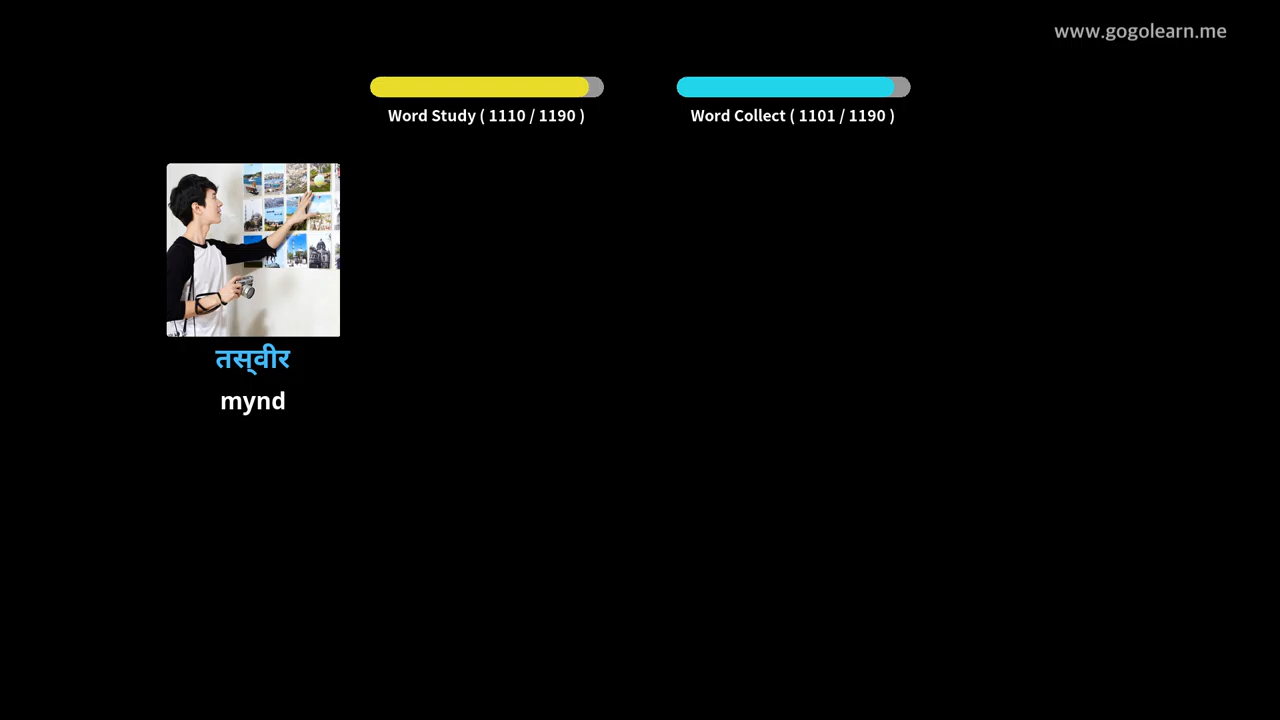 www.gogolearn.me
Word Study ( 1110 / 1190 )
Word Collect ( 1101 / 1190 )
तस्‌वीर
mynd